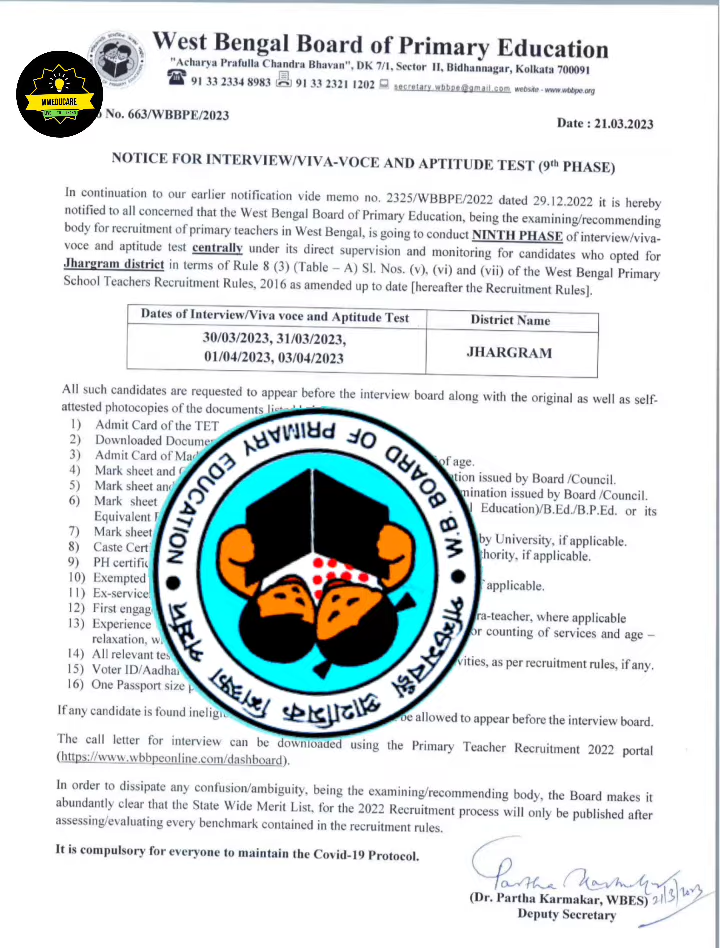 West Bengal Board of Primary Education
"Acharya Prafulla Chandra Bhavan", DK 7/1, Sector II, Bidhannagar, Kolkata 700091
91 33 2334 8983 91 33 2321 1202 secretary.wbbpe@gmail.com website - www.wbbpe.org
MMEDUCARE
No. 663/WBBPE/2023
Date : 21.03.2023
NOTICE FOR INTERVIEW/VIVA-VOCE AND APTITUDE TEST (9th PHASE)
In continuation to our earlier notification vide memo no. 2325/WBBPE/2022 dated 29.12.2022 it is hereby
notified to all concerned that the West Bengal Board of Primary Education, being the examining/recommending
body for recruitment of primary teachers in West Bengal, is going to conduct NINTH PHASE of interview/viva-
voce and aptitude test centrally under its direct supervision and monitoring for candidates who opted for
Jhargram district in terms of Rule 8 (3) (Table – A) Sl. Nos. (v), (vi) and (vii) of the West Bengal Primary
School Teachers Recruitment Rules, 2016 as amended up to date [hereafter the Recruitment Rules].
Dates of Interview/Viva voce and Aptitude Test District Name
30/03/2023, 31/03/2023,
01/04/2023, 03/04/2023 JHARGRAM
All such candidates are requested to appear before the interview board along with the original as well as self-
attested photocopies of the documents
1) Admit Card of the TET
2) Downloaded
3) Admit Card of of age.
4) Mark sheet and issued by Board /Council.
5) Mark sheet issued by Board /Council.
6) Mark sheet Education)/B.Ed./B.P.Ed. or its
Equivalent
7) Mark sheet by University, if applicable.
8) Caste if applicable.
9) PH
10) Exempted applicable.
11)
12) First where applicable
13) Experience or counting of services and age –
relaxation,
14) All relevant as per recruitment rules, if any.
15) Voter
16) One Passport size
W.B. BOARD OF PRIMARY EDUCATION
পশ্চিমবঙ্গ প্রাথমিক শিক্ষা পর্ষদ
If any candidate is found be allowed to appear before the interview board.
The call letter for interview can be downloaded using the Primary Teacher Recruitment 2022 portal
(https://www.wbbpeonline.com/dashboard).
In order to dissipate any confusion/ambiguity, being the examining/recommending body, the Board makes it
abundantly clear that the State Wide Merit List, for the 2022 Recruitment process will only be published after
assessing/evaluating every benchmark contained in the recruitment rules.
It is compulsory for everyone to maintain the Covid-19 Protocol.
Partha Karmakar
(Dr. Partha Karmakar, WBES) 21/3/2023
Deputy Secretary